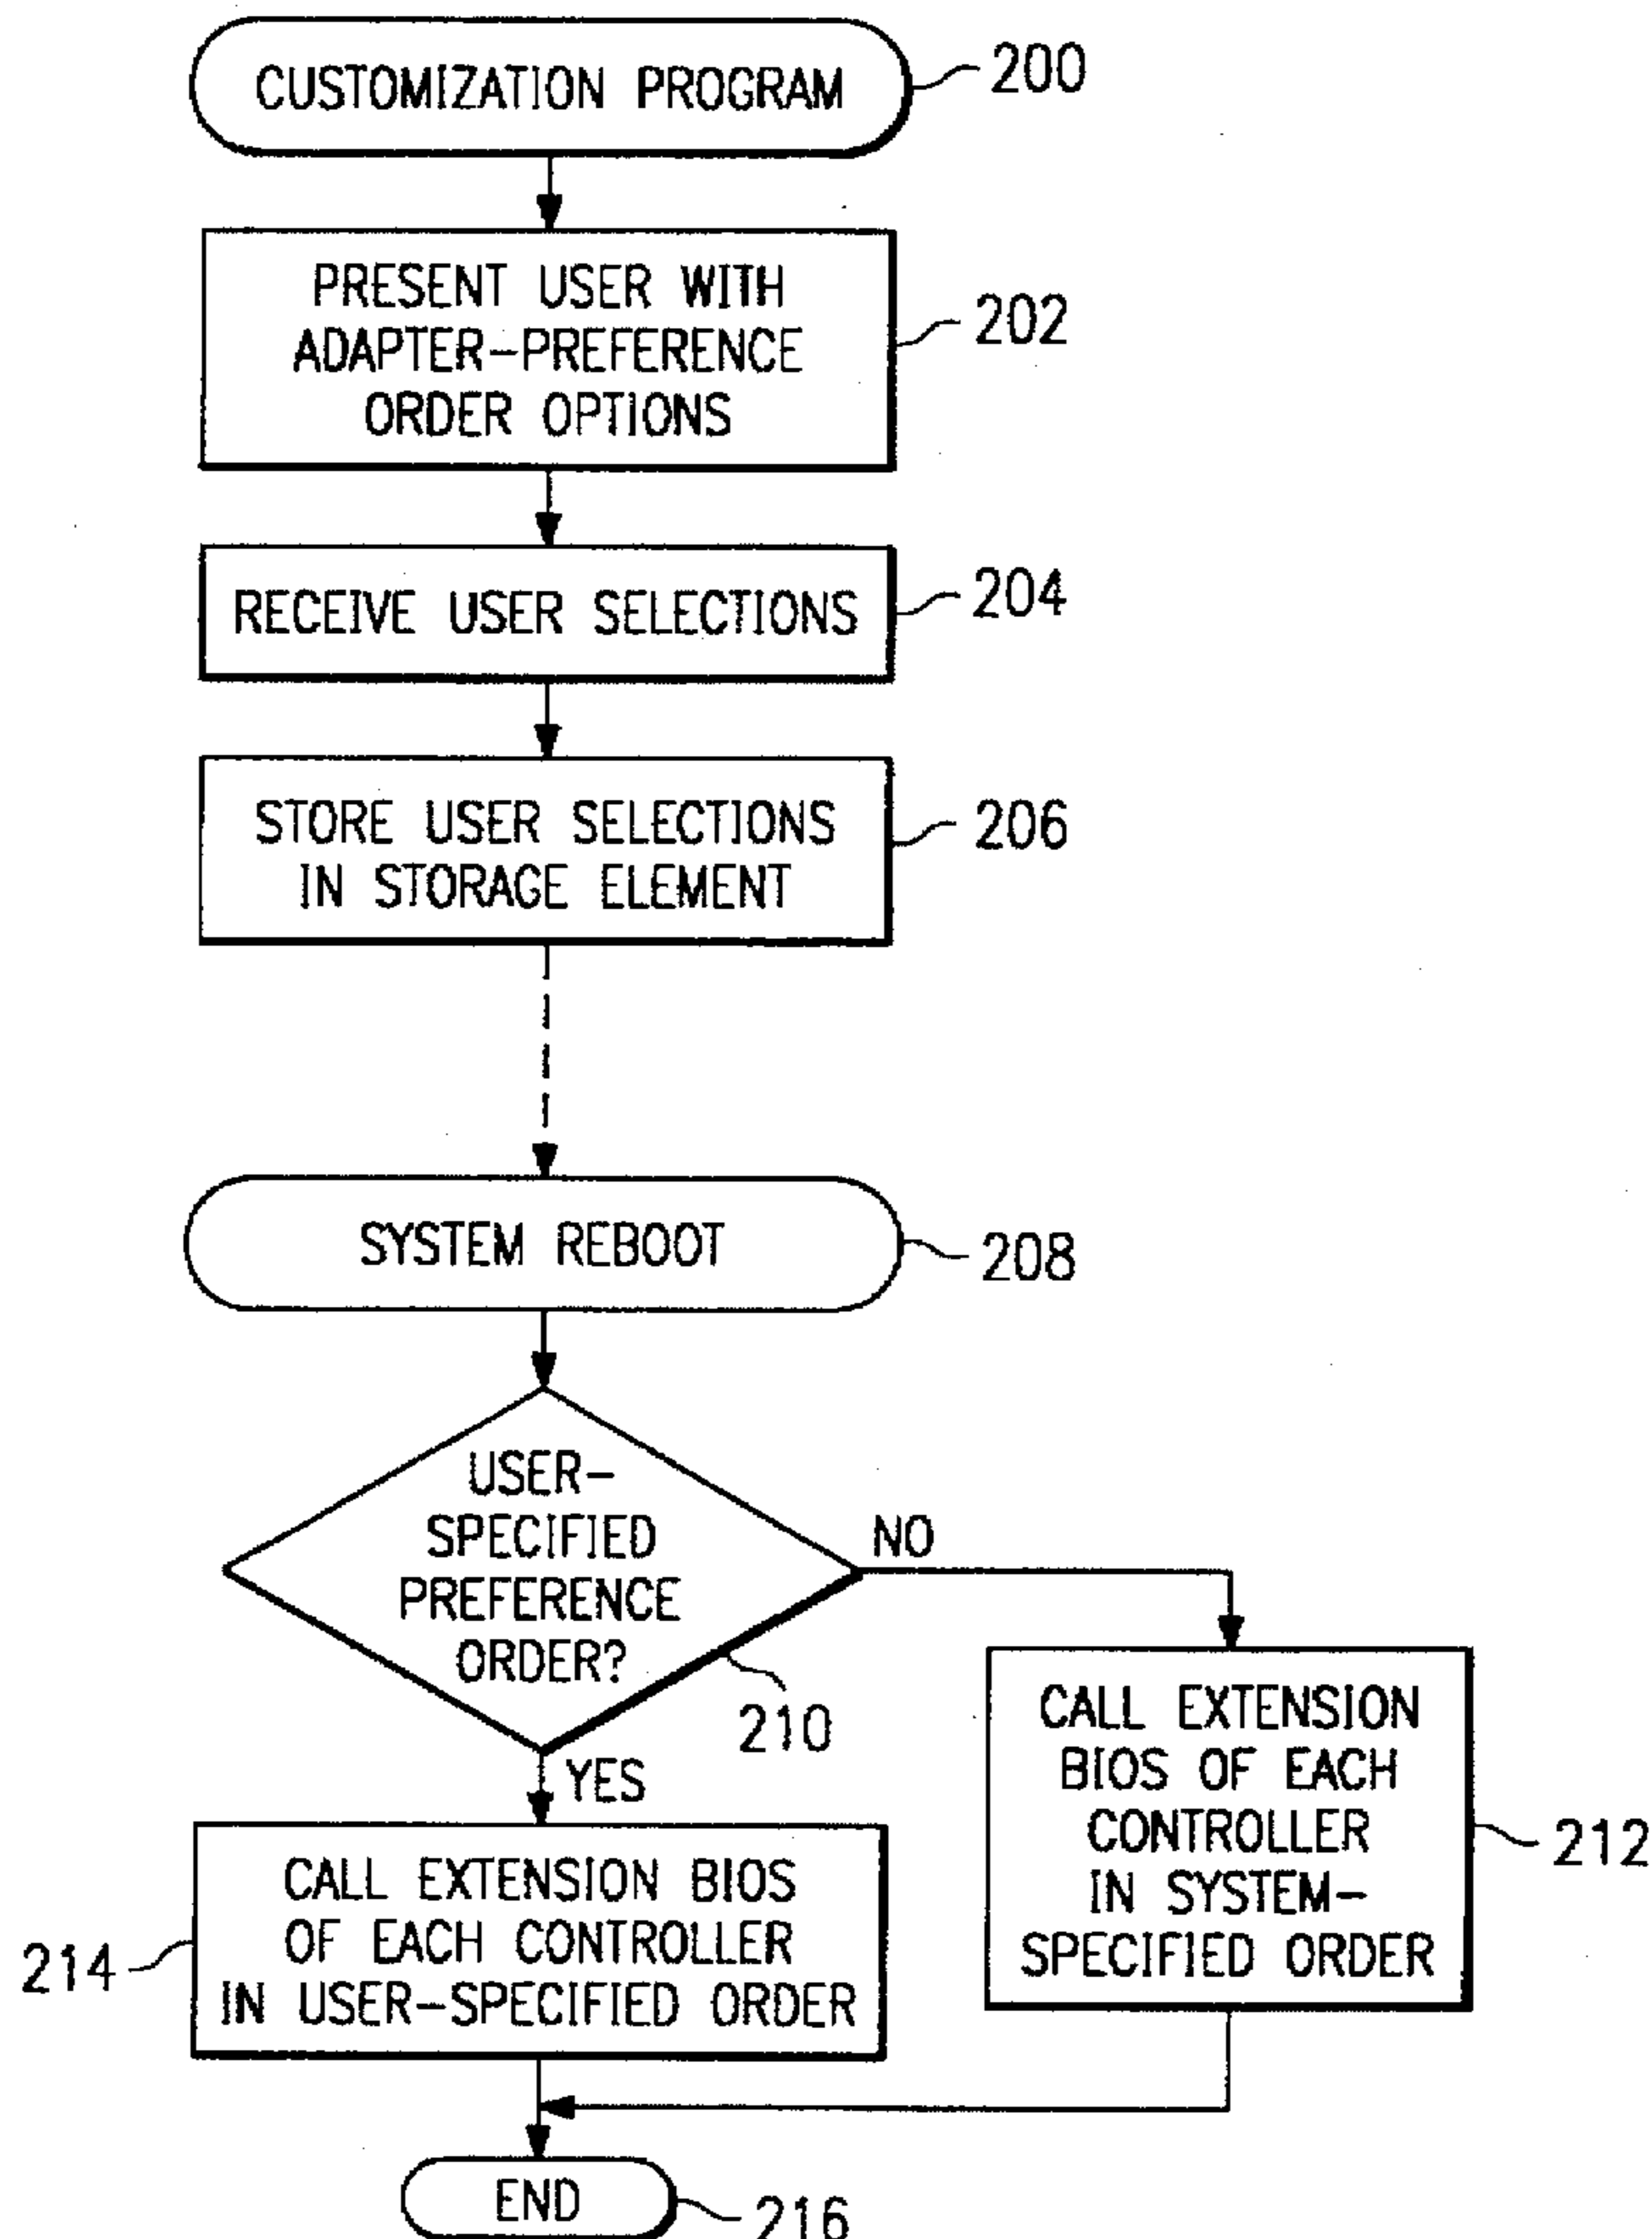 CUSTOMIZATION PROGRAM
200
PRESENT USER WITH
ADAPTER-PREFERENCE
ORDER OPTIONS
202
RECEIVE USER SELECTIONS
204
STORE USER SELECTIONS
IN STORAGE ELEMENT
206
SYSTEM REBOOT
208
USER-
SPECIFIED
PREFERENCE
ORDER?
210
NO
YES
CALL EXTENSION
BIOS OF EACH
CONTROLLER
IN SYSTEM-
SPECIFIED ORDER
212
CALL EXTENSION BIOS
OF EACH CONTROLLER
IN USER-SPECIFIED ORDER
214
END
216